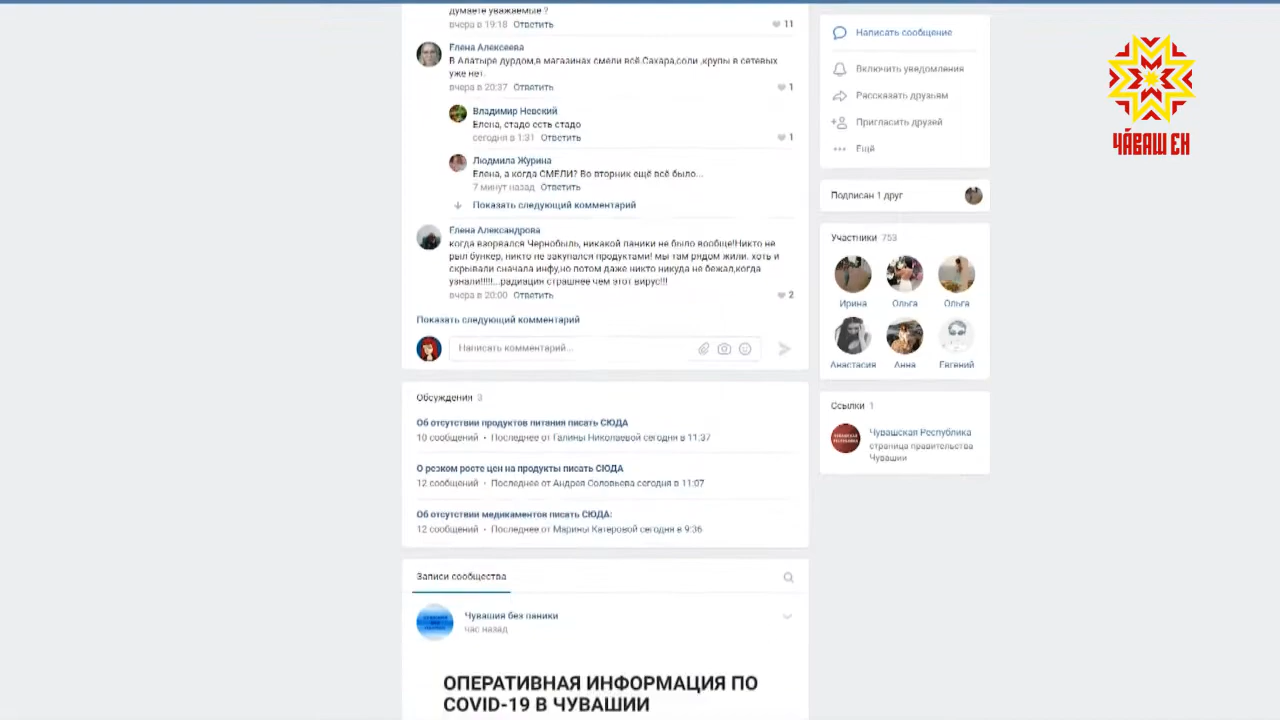 думаете уважаемые ?
вчера в 19:18 Ответить 11
Елена Алексеева
В Алатыре дурдом,в магазинах смели всё.Сахара,соли ,крупы в сетевых
уже нет.
вчера в 20:37 Ответить 1
Владимир Невский
Елена, стадо есть стадо
сегодня в 1:31 Ответить 1
Людмила Журина
Елена, а когда СМЕЛИ? Во вторник ещё всё было...
7 минут назад Ответить
Показать следующий комментарий
Елена Александрова
когда взорвался Чернобыль, никакой паники не было вообще!Никто не
рыл бункер, никто не закупался продуктами! мы там рядом жили. хоть и
скрывали сначала инфу,но потом даже никто никуда не бежал,когда
узнали!!!!!...радиация страшнее чем этот вирус!!!
вчера в 20:00 Ответить 2
Показать следующий комментарий
Написать комментарий...
Обсуждения 3
Об отсутствии продуктов питания писать СЮДА
10 сообщений · Последнее от Галины Николаевой сегодня в 11:37
О резком росте цен на продукты писать СЮДА
12 сообщений · Последнее от Андрея Соловьева сегодня в 11:07
Об отсутствии медикаментов писать СЮДА:
12 сообщений · Последнее от Марины Катеровой сегодня в 9:36
Записи сообщества
Чувашия без паники
час назад
ОПЕРАТИВНАЯ ИНФОРМАЦИЯ ПО
COVID-19 В ЧУВАШИИ
Написать сообщение
Включить уведомления
Рассказать друзьям
Пригласить друзей
Ещё
Подписан 1 друг
Участники 753
Ирина Ольга Ольга
Анастасия Анна Евгений
Ссылки 1
Чувашская Республика
страница правительства
Чувашии
ЧӐВАШ ЕН